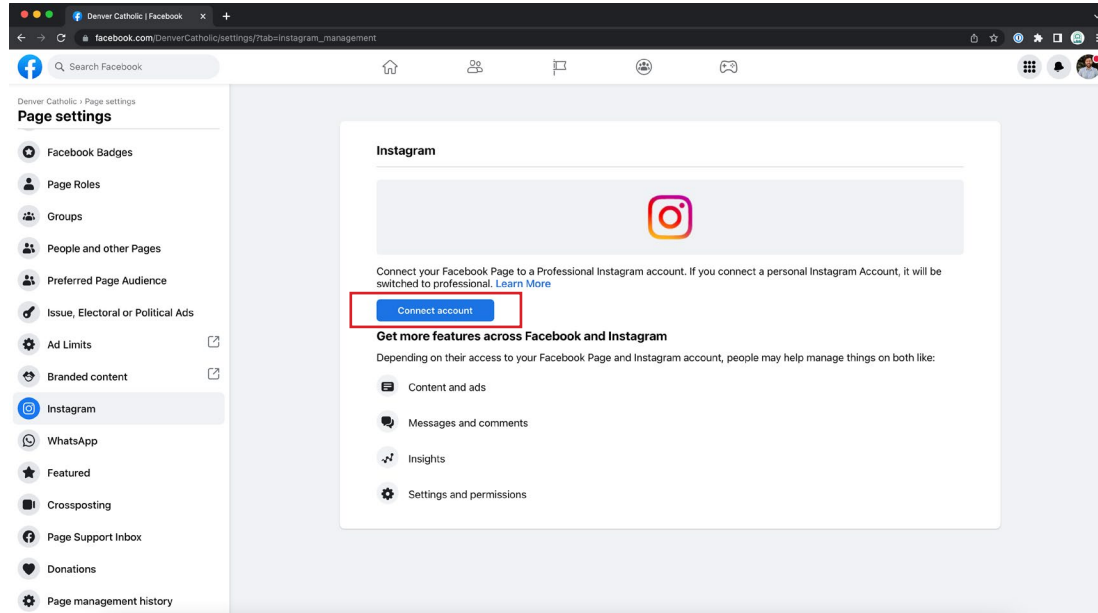 Denver Catholic | Facebook
facebook.com/DenverCatholic/settings/?tab=instagram_management
Search Facebook
Denver Catholic › Page settings
Page settings
Facebook Badges
Page Roles
Groups
People and other Pages
Preferred Page Audience
Issue, Electoral or Political Ads
Ad Limits
Branded content
Instagram
WhatsApp
Featured
Crossposting
Page Support Inbox
Donations
Page management history
Instagram
Connect your Facebook Page to a Professional Instagram account. If you connect a personal Instagram Account, it will be
switched to professional. Learn More
Connect account
Get more features across Facebook and Instagram
Depending on their access to your Facebook Page and Instagram account, people may help manage things on both like:
Content and ads
Messages and comments
Insights
Settings and permissions